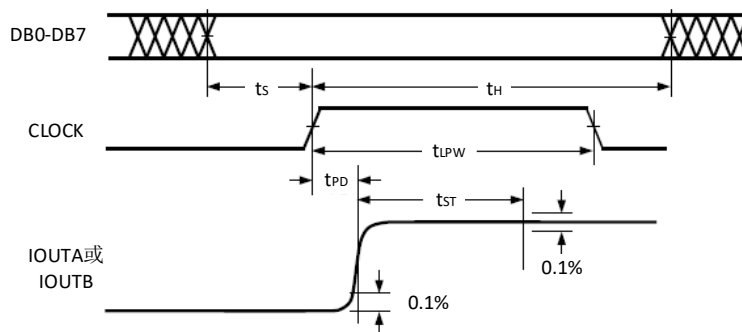 DB0-DB7
tS
tH
CLOCK
tLPW
tPD
tST
IOUTA或
IOUTB
0.1%
0.1%